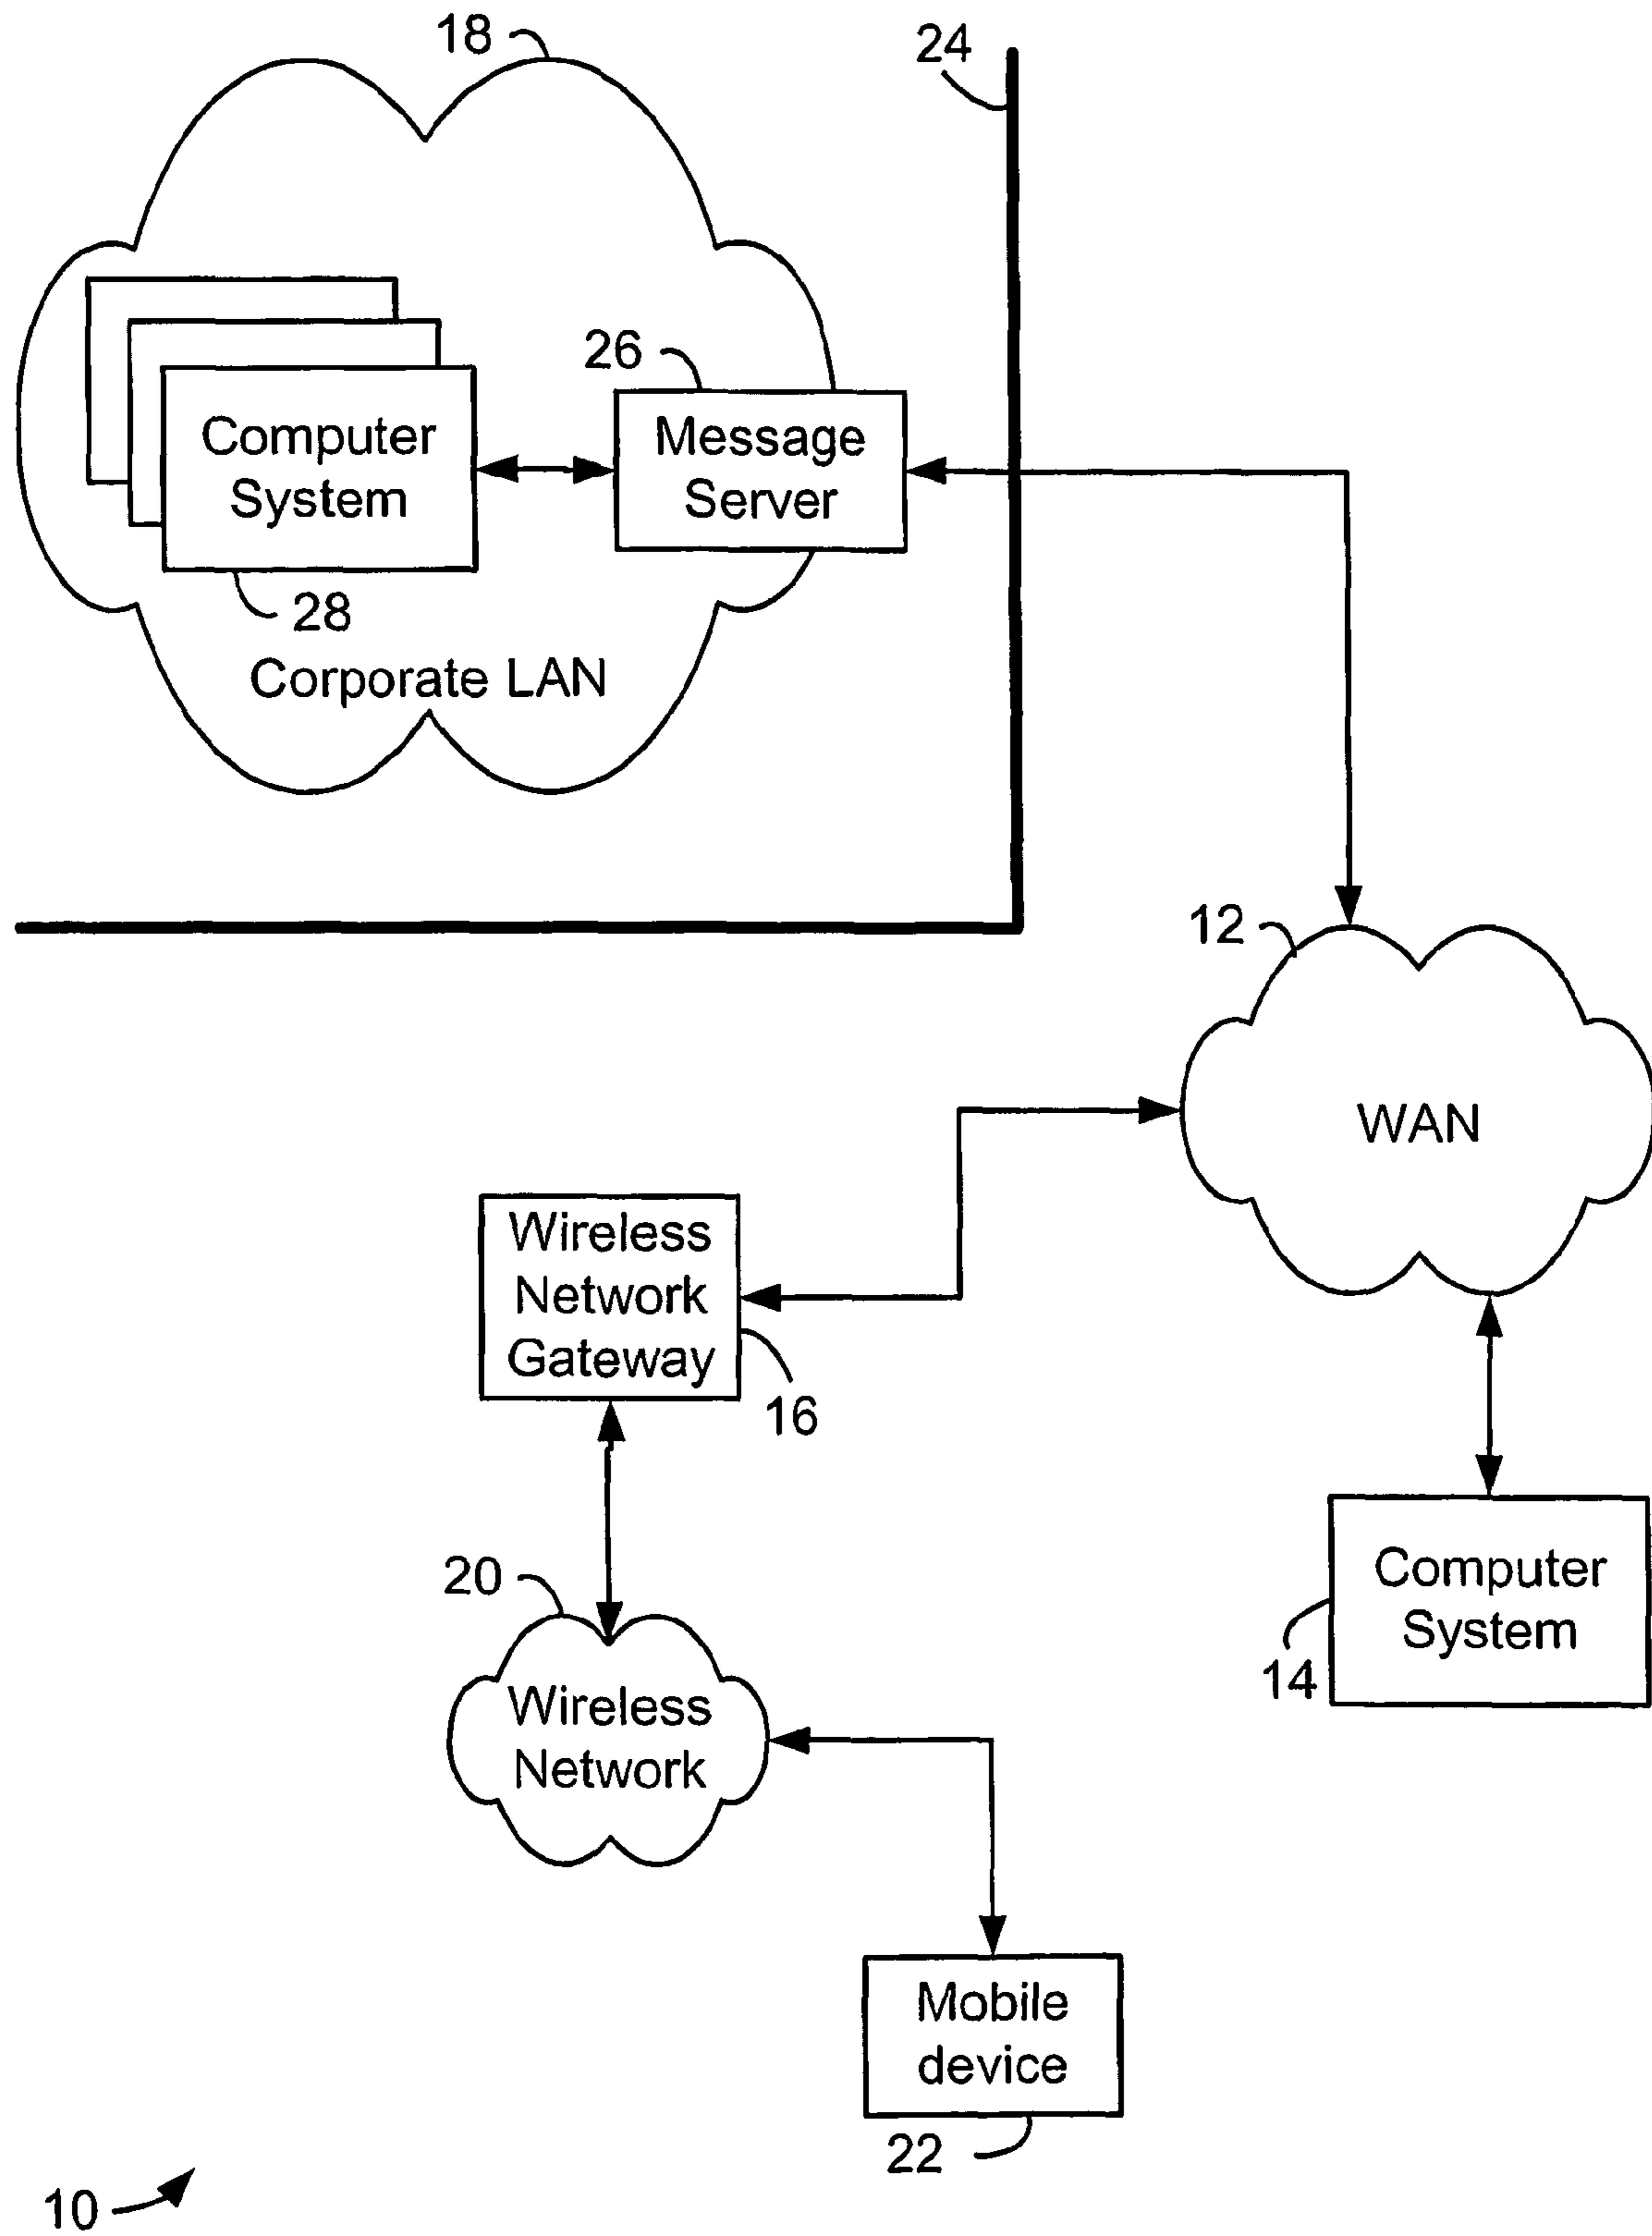 18
24
26
Computer
System
Message
Server
28
Corporate LAN
12
WAN
Wireless
Network
Gateway
16
20
Computer
System
14
Wireless
Network
Mobile
device
22
10